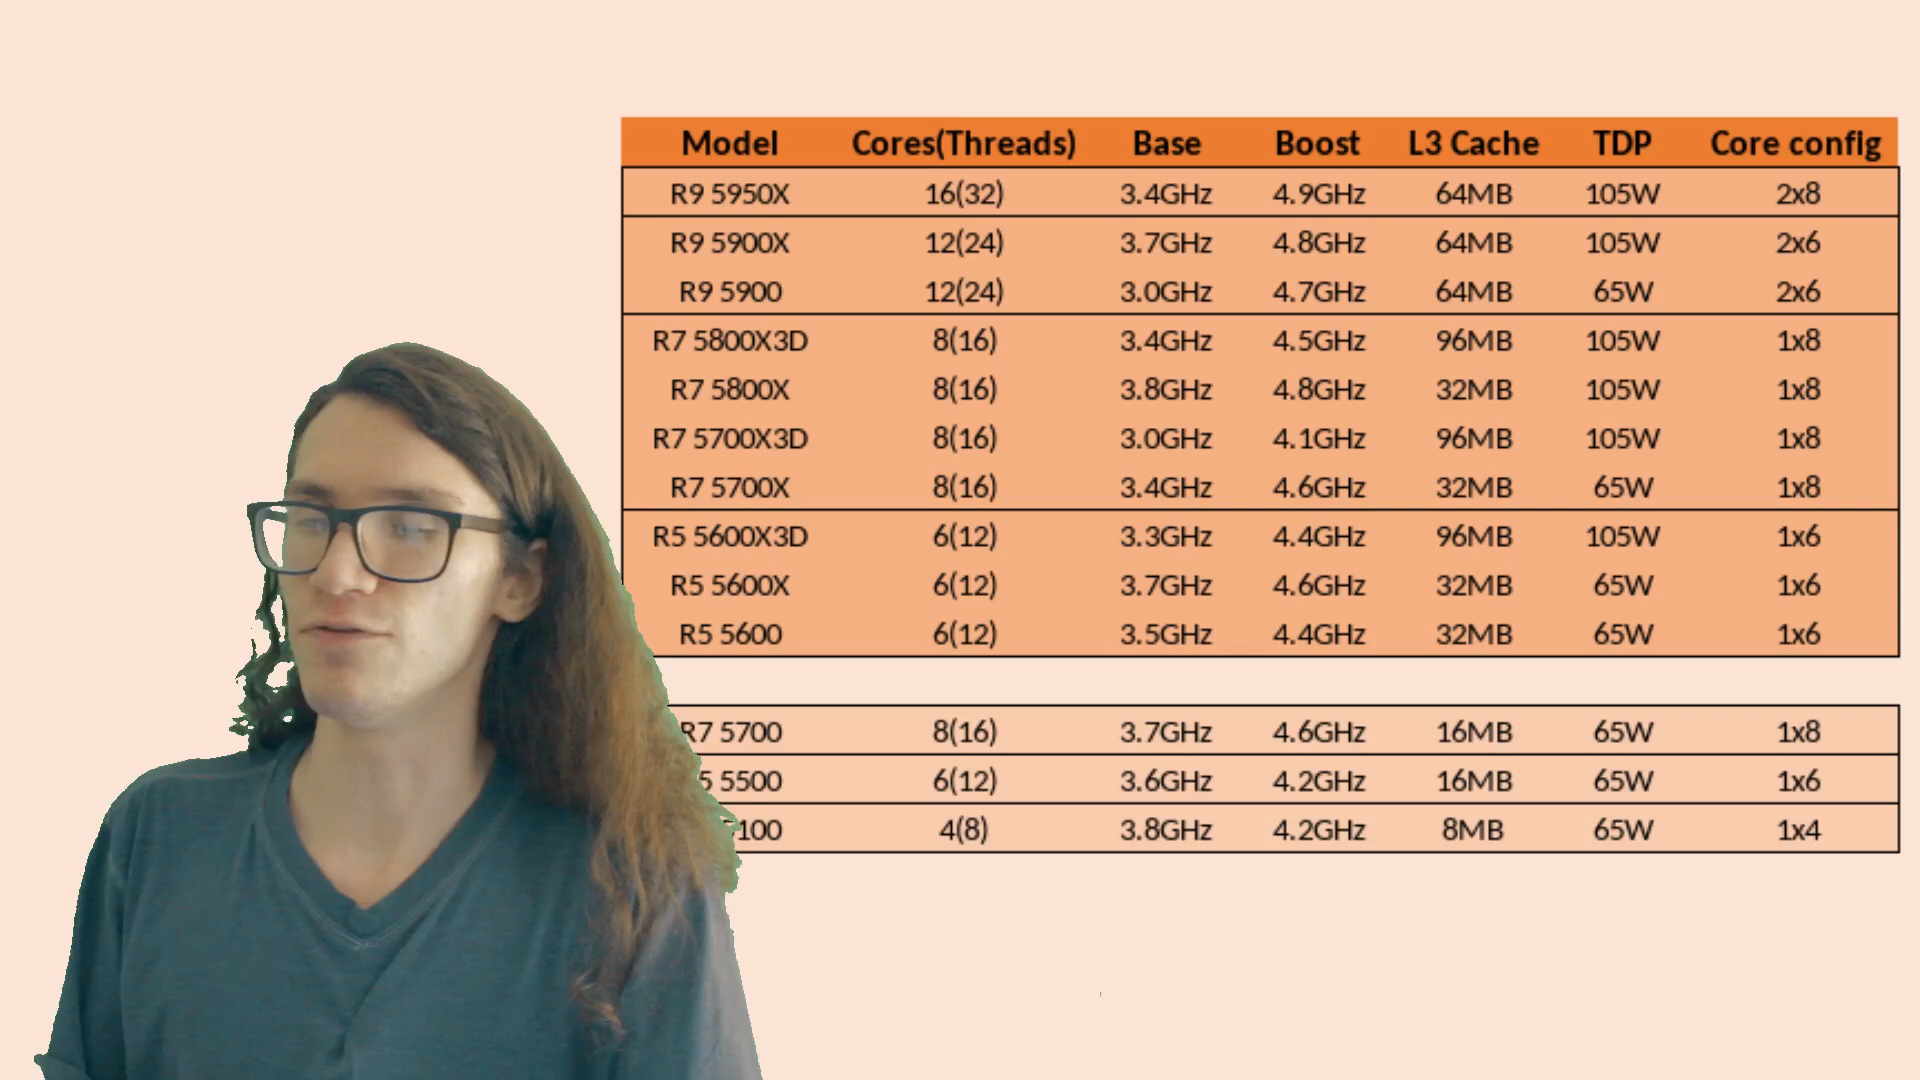 Model Cores(Threads) Base Boost L3 Cache TDP Core config
R9 5950X 16(32) 3.4GHz 4.9GHz 64MB 105W 2x8
R9 5900X 12(24) 3.7GHz 4.8GHz 64MB 105W 2x6
R9 5900 12(24) 3.0GHz 4.7GHz 64MB 65W 2x6
R7 5800X3D 8(16) 3.4GHz 4.5GHz 96MB 105W 1x8
R7 5800X 8(16) 3.8GHz 4.8GHz 32MB 105W 1x8
R7 5700X3D 8(16) 3.0GHz 4.1GHz 96MB 105W 1x8
R7 5700X 8(16) 3.4GHz 4.6GHz 32MB 65W 1x8
R5 5600X3D 6(12) 3.3GHz 4.4GHz 96MB 105W 1x6
R5 5600X 6(12) 3.7GHz 4.6GHz 32MB 65W 1x6
R5 5600 6(12) 3.5GHz 4.4GHz 32MB 65W 1x6
R7 5700 8(16) 3.7GHz 4.6GHz 16MB 65W 1x8
5 5500 6(12) 3.6GHz 4.2GHz 16MB 65W 1x6
100 4(8) 3.8GHz 4.2GHz 8MB 65W 1x4